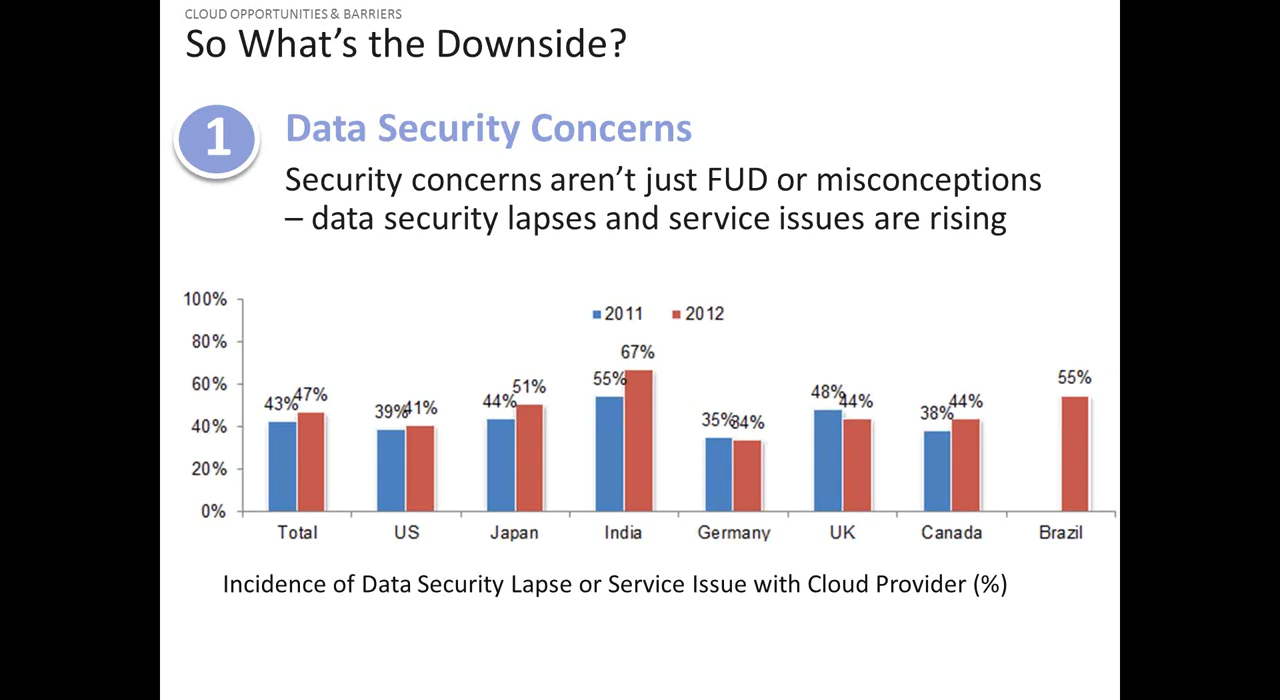 CLOUD OPPORTUNITIES & BARRIERS
So What's the Downside?
1
Data Security Concerns
Security concerns aren't just FUD or misconceptions
– data security lapses and service issues are rising
100%
80%
60%
40%
20%
0%
2011 2012
43% 47%
39% 41%
44% 51%
55% 67%
35% 34%
48% 44%
38% 44%
55%
Total US Japan India Germany UK Canada Brazil
Incidence of Data Security Lapse or Service Issue with Cloud Provider (%)